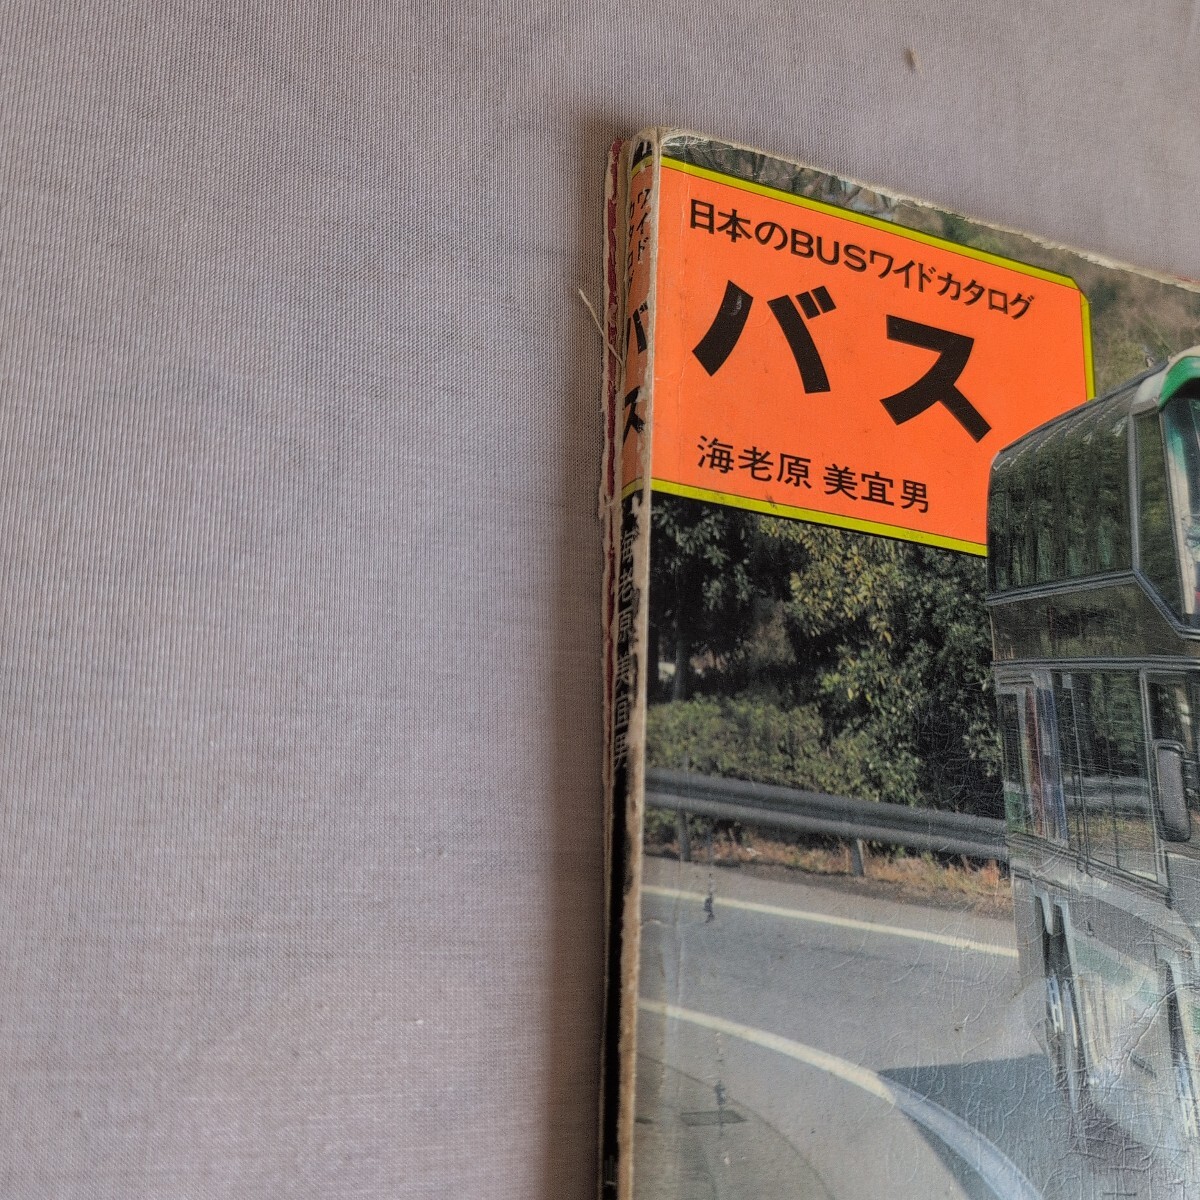 日本のBUSワイドカタログ
バス
海老原 美宜男
ワイド
カタログ
バス
海老原美宜男